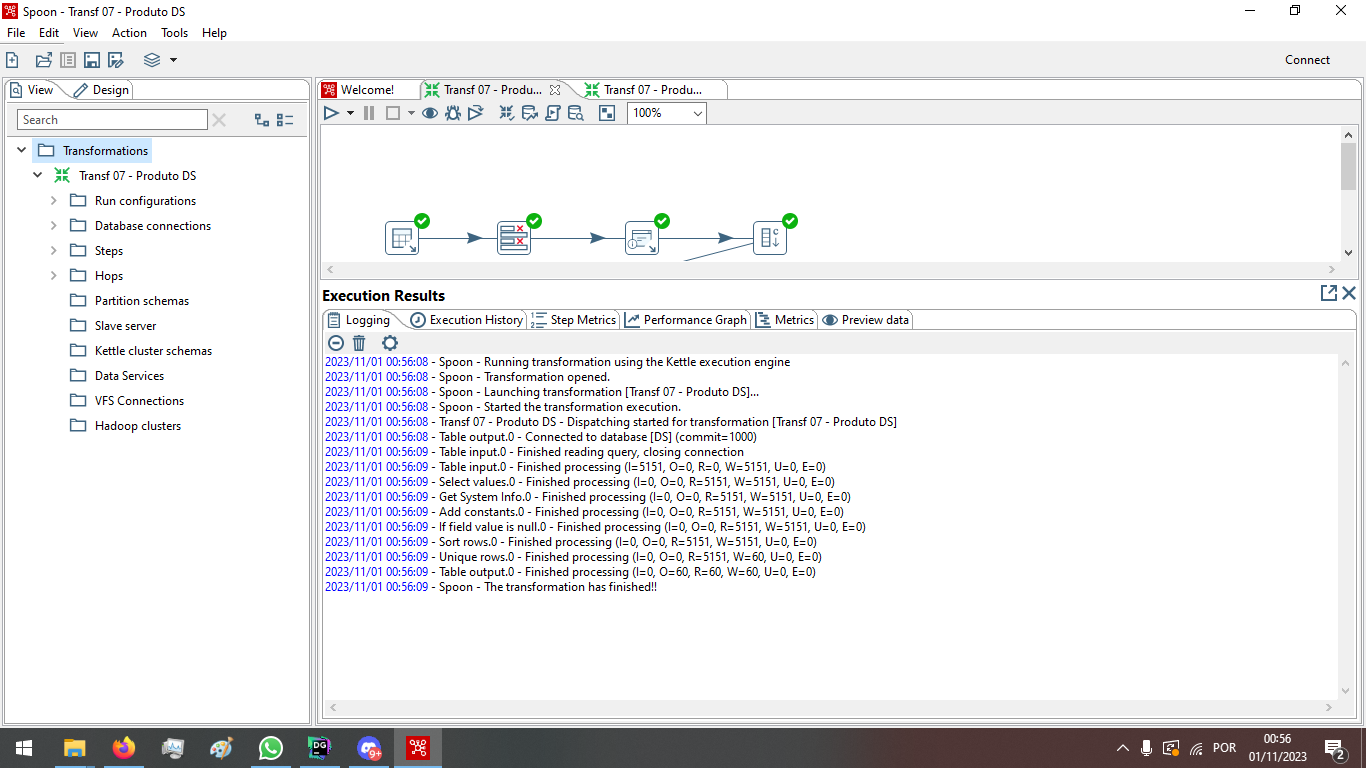 Spoon - Transf 07 - Produto DS
File Edit View Action Tools Help
Connect
View Design
Search
Transformations
Transf 07 - Produto DS
Run configurations
Database connections
Steps
Hops
Partition schemas
Slave server
Kettle cluster schemas
Data Services
VFS Connections
Hadoop clusters
Welcome! Transf 07 - Produ... Transf 07 - Produ...
100%
Execution Results
Logging Execution History Step Metrics Performance Graph Metrics Preview data
2023/11/01 00:56:08 - Spoon - Running transformation using the Kettle execution engine
2023/11/01 00:56:08 - Spoon - Transformation opened.
2023/11/01 00:56:08 - Spoon - Launching transformation [Transf 07 - Produto DS]...
2023/11/01 00:56:08 - Spoon - Started the transformation execution.
2023/11/01 00:56:08 - Transf 07 - Produto DS - Dispatching started for transformation [Transf 07 - Produto DS]
2023/11/01 00:56:08 - Table output.0 - Connected to database [DS] (commit=1000)
2023/11/01 00:56:09 - Table input.0 - Finished reading query, closing connection
2023/11/01 00:56:09 - Table input.0 - Finished processing (I=5151, O=0, R=0, W=5151, U=0, E=0)
2023/11/01 00:56:09 - Select values.0 - Finished processing (I=0, O=0, R=5151, W=5151, U=0, E=0)
2023/11/01 00:56:09 - Get System Info.0 - Finished processing (I=0, O=0, R=5151, W=5151, U=0, E=0)
2023/11/01 00:56:09 - Add constants.0 - Finished processing (I=0, O=0, R=5151, W=5151, U=0, E=0)
2023/11/01 00:56:09 - If field value is null.0 - Finished processing (I=0, O=0, R=5151, W=5151, U=0, E=0)
2023/11/01 00:56:09 - Sort rows.0 - Finished processing (I=0, O=0, R=5151, W=5151, U=0, E=0)
2023/11/01 00:56:09 - Unique rows.0 - Finished processing (I=0, O=0, R=5151, W=60, U=0, E=0)
2023/11/01 00:56:09 - Table output.0 - Finished processing (I=0, O=60, R=60, W=60, U=0, E=0)
2023/11/01 00:56:09 - Spoon - The transformation has finished!!
DG
9+
POR
00:56
01/11/2023
2